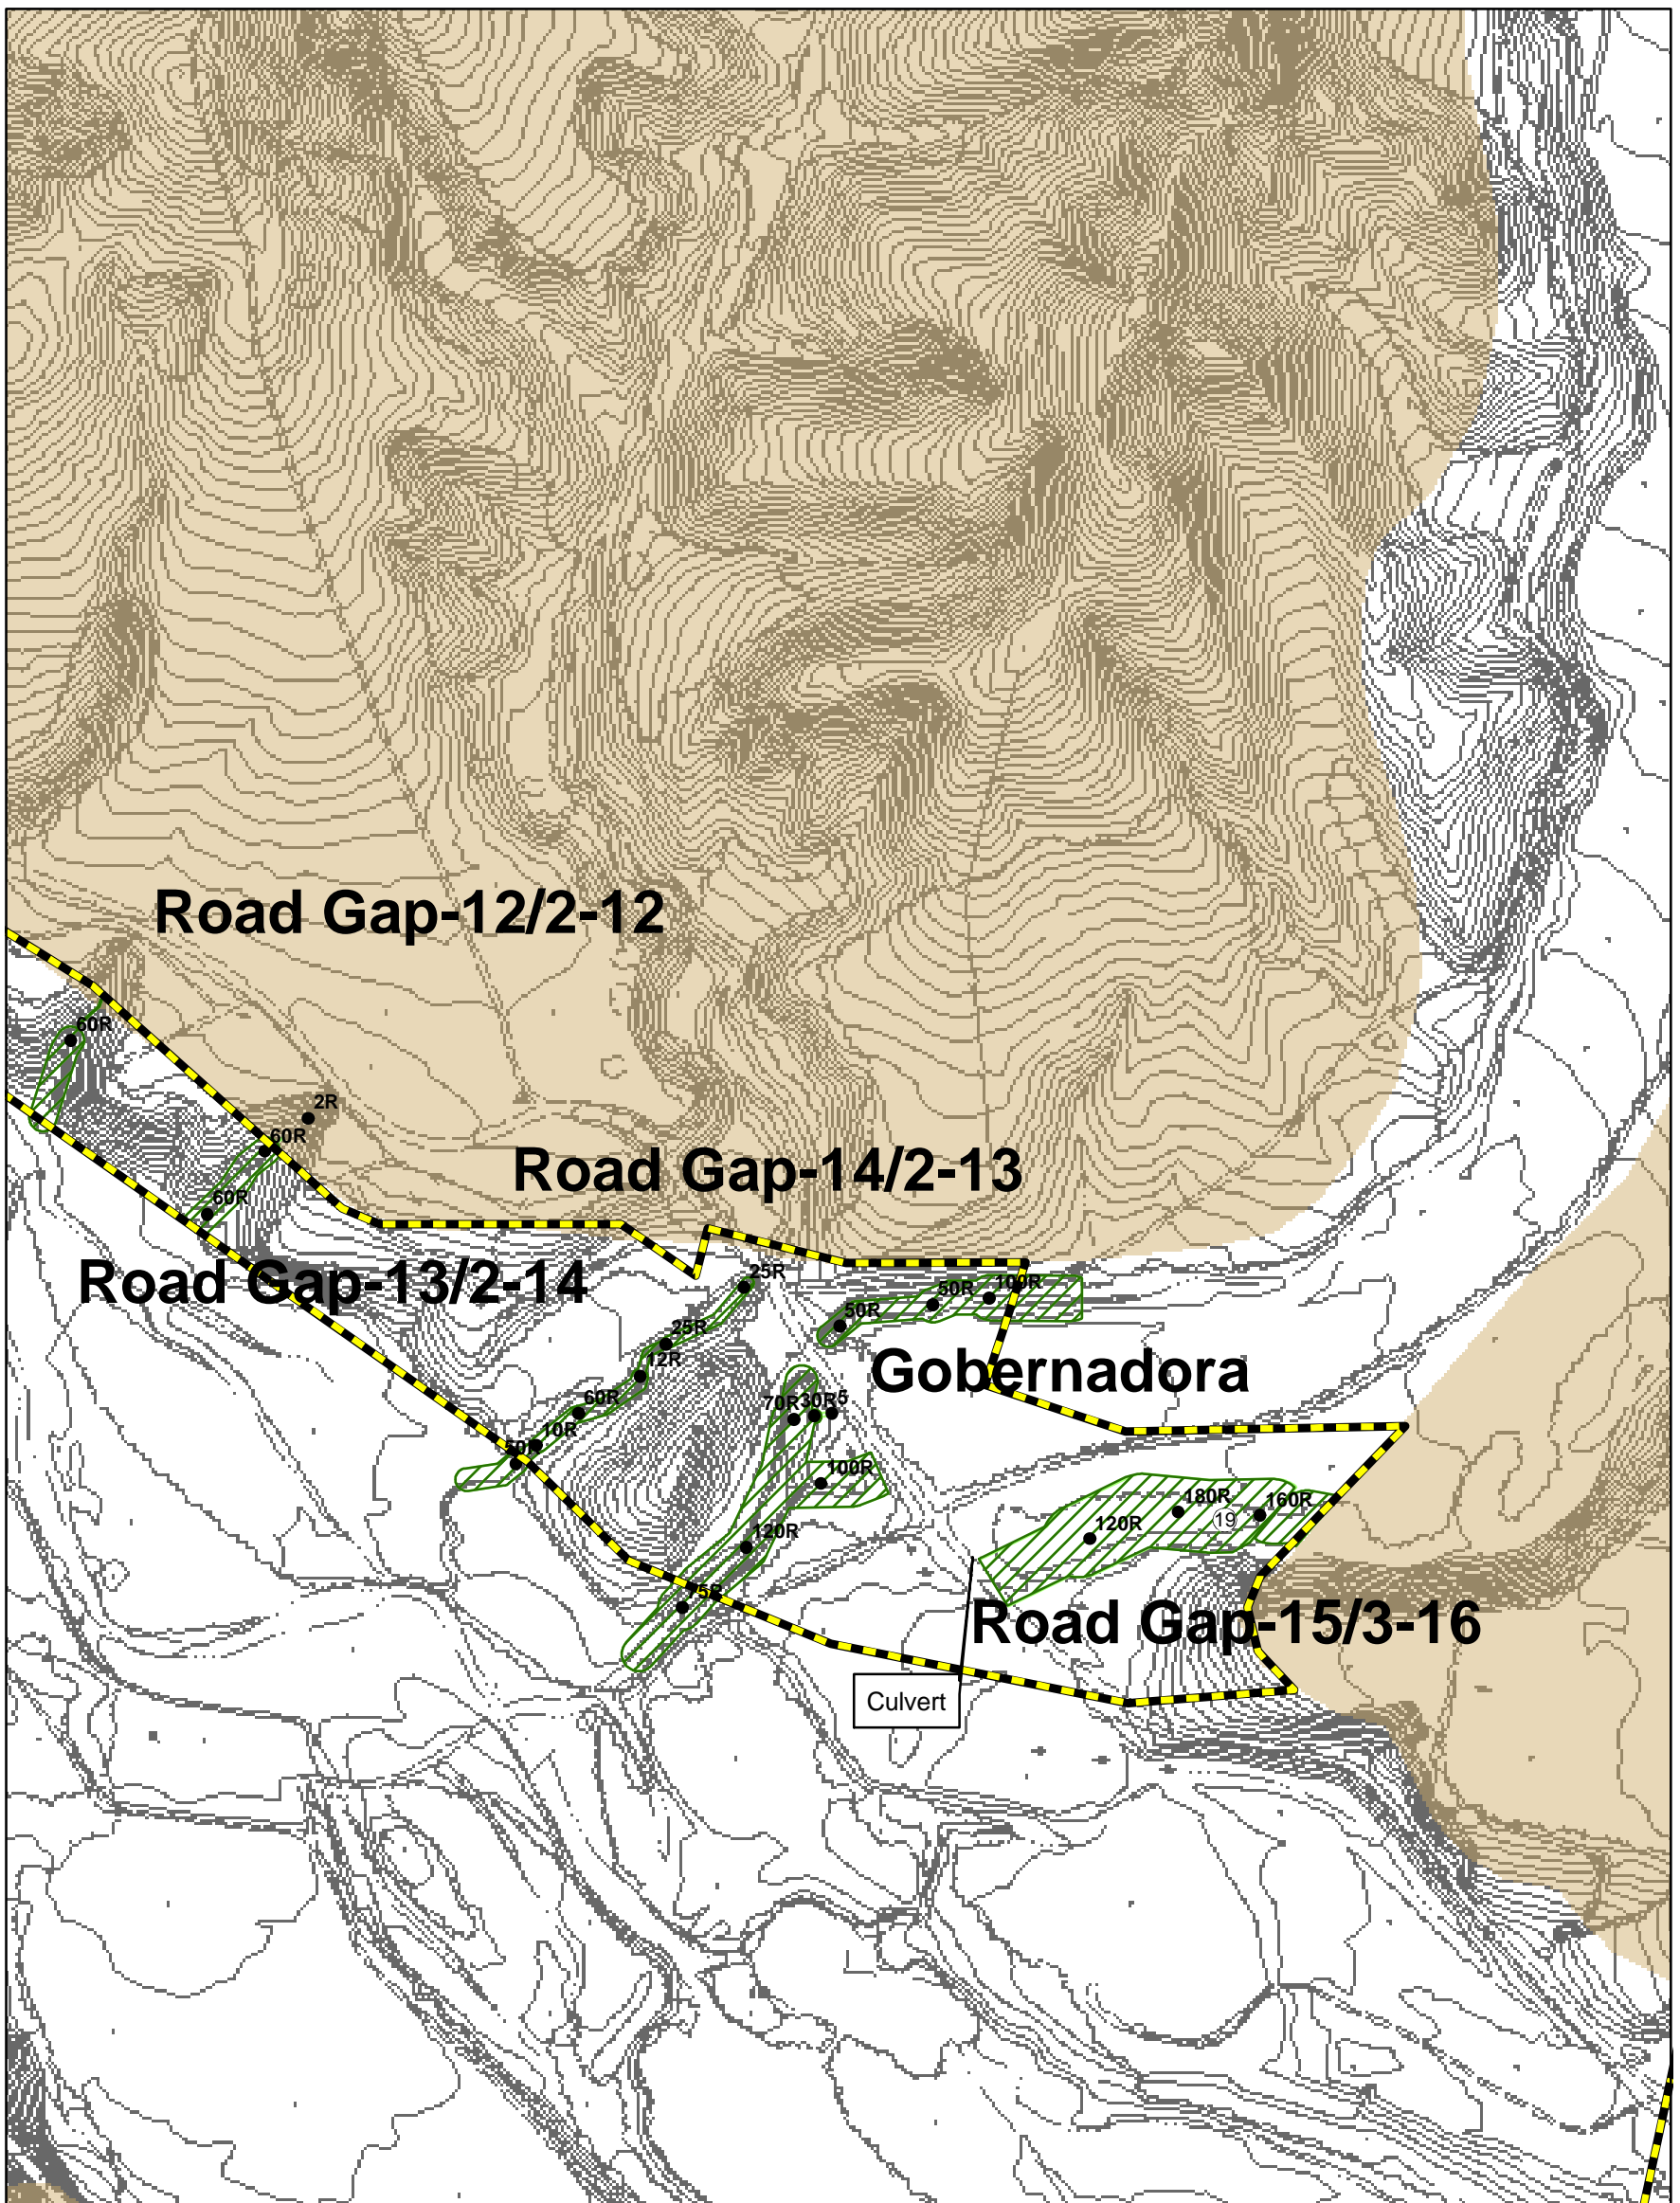 Road Gap-12/2-12
60R
2R
60R
Road Gap-14/2-13
60R
Road Gap-13/2-14
25R
50R
100R
50R
25R
12R
Gobernadora
60R
70R
30R
5
10R
50R
100R
180R
160R
19
120R
120R
75R
Road Gap-15/3-16
Culvert